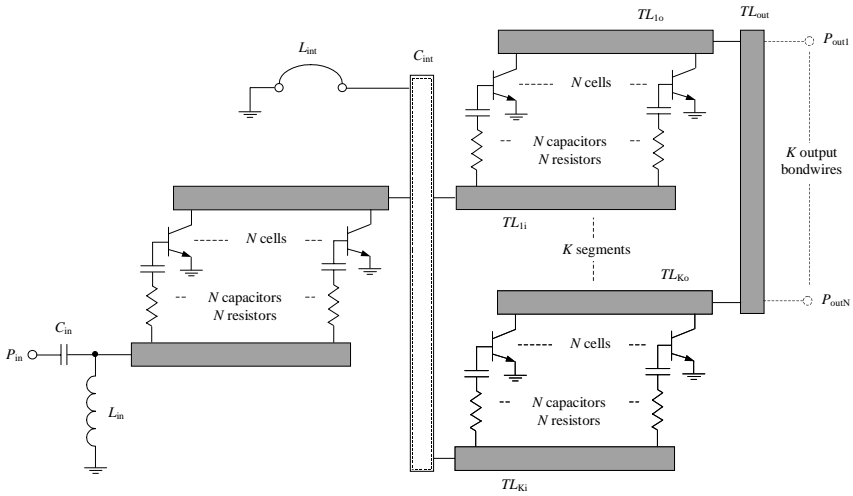 TL1o
TLout
Lint
Cint
Pout1
N cells
N capacitors
N resistors
K output
bondwires
TL1i
N cells
K segments
TLKo
N capacitors
N resistors
PoutN
Cin
Pin
N cells
Lin
N capacitors
N resistors
TLKi